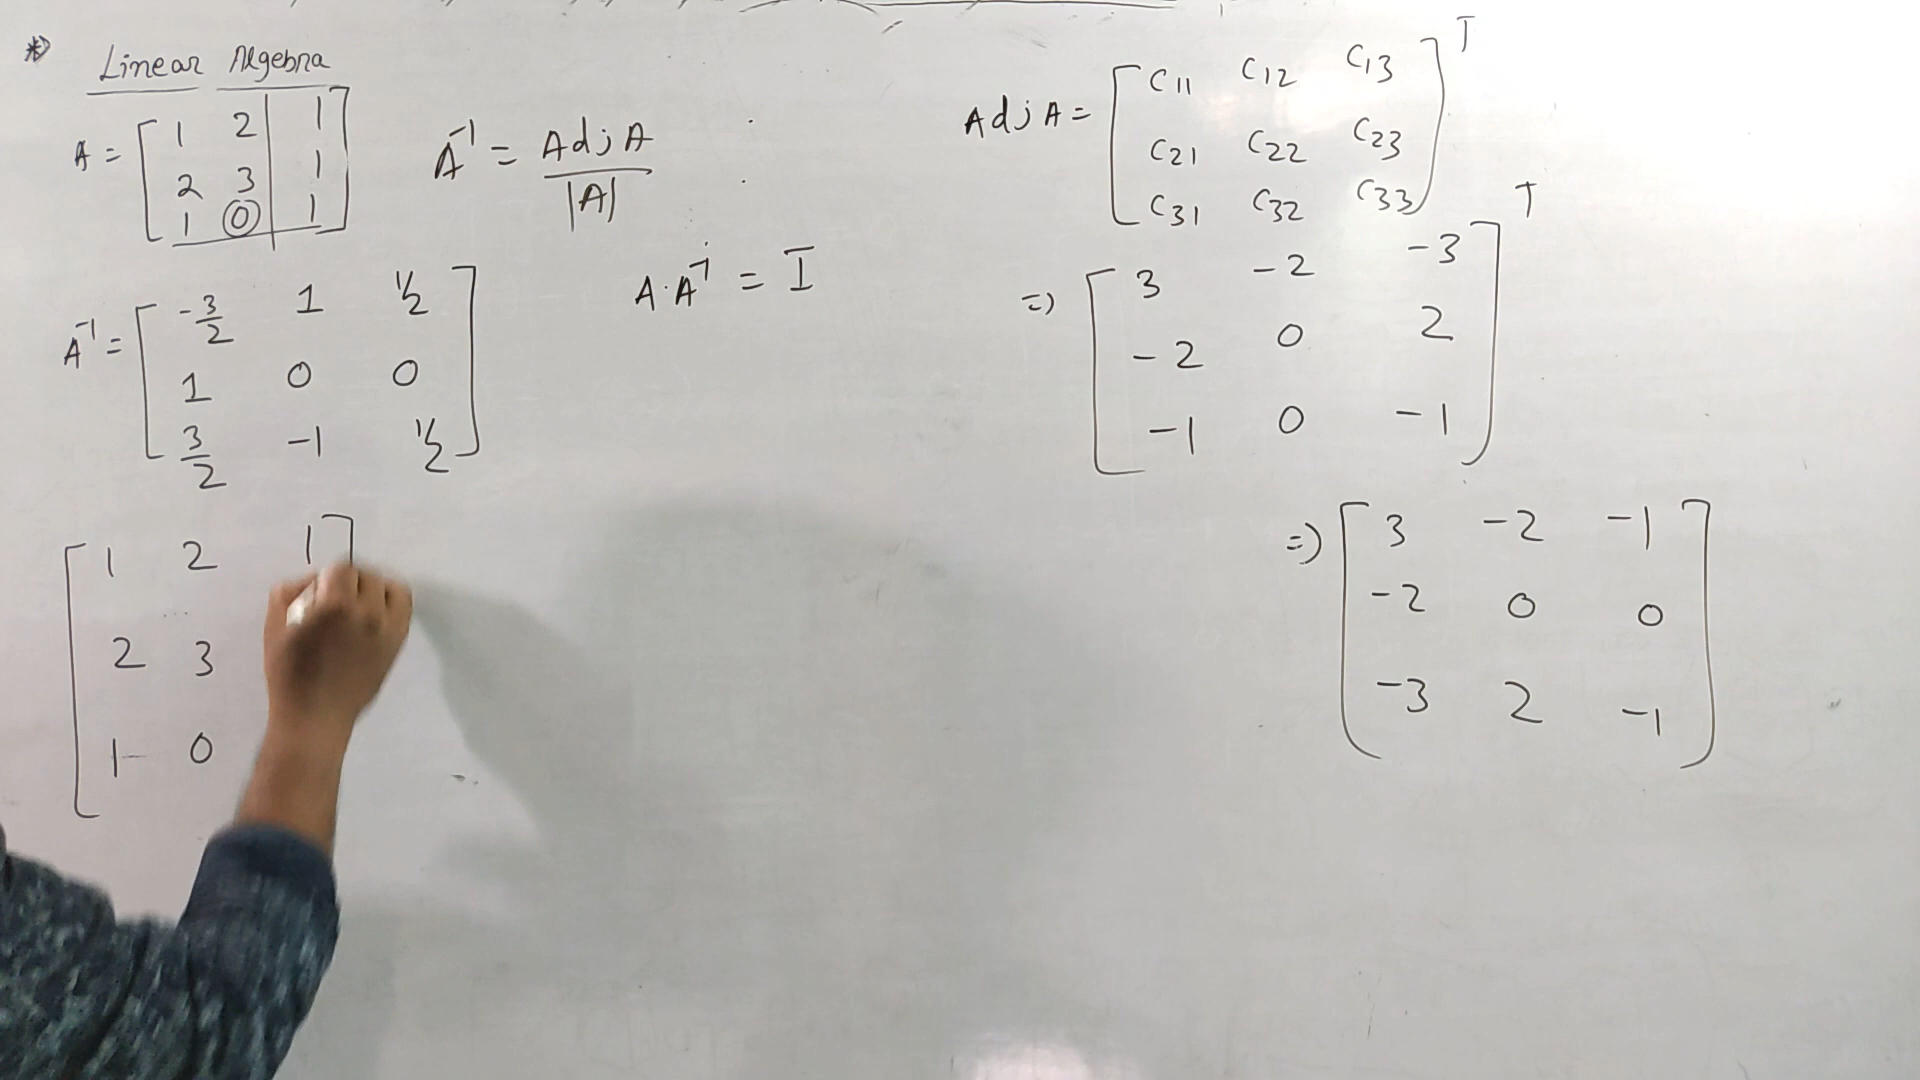 Linear Algebra
A = [ 1 2 1
2 3 1
1 0 1 ]
A⁻¹ = Adj A / |A|
A · A⁻¹ = I
A⁻¹ = [ -3/2 1 1/2
1 0 0
3/2 -1 1/2 ]
[ 1 2 1 ]
2 3
1 0
Adj A = [ C11 C12 C13
C21 C22 C23
C31 C32 C33 ]ᵀ
=> [ 3 -2 -3
-2 0 2
-1 0 -1 ]ᵀ
=> [ 3 -2 -1
-2 0 0
-3 2 -1 ]